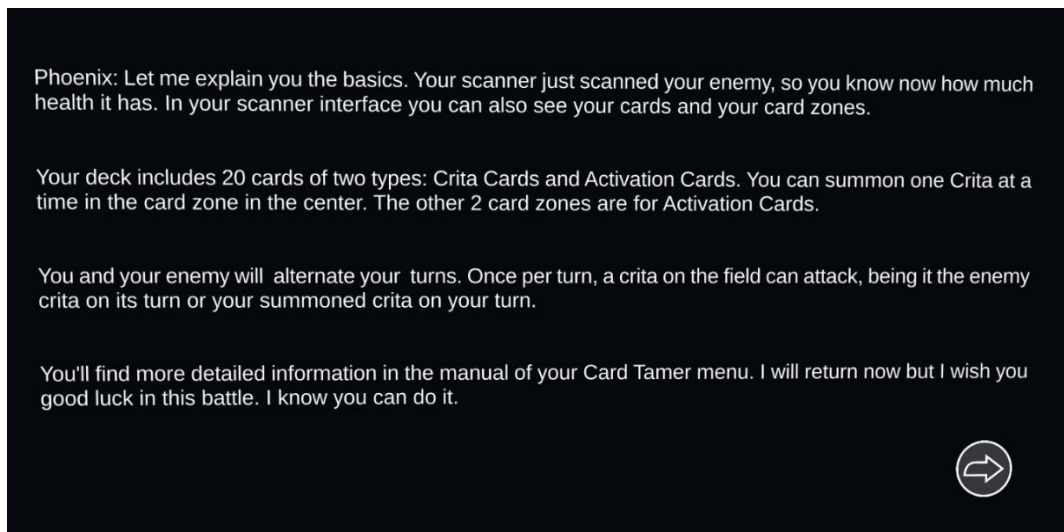 Phoenix: Let me explain you the basics. Your scanner just scanned your enemy, so you know now how much
health it has. In your scanner interface you can also see your cards and your card zones.
Your deck includes 20 cards of two types: Crita Cards and Activation Cards. You can summon one Crita at a
time in the card zone in the center. The other 2 card zones are for Activation Cards.
You and your enemy will alternate your turns. Once per turn, a crita on the field can attack, being it the enemy
crita on its turn or your summoned crita on your turn.
You'll find more detailed information in the manual of your Card Tamer menu. I will return now but I wish you
good luck in this battle. I know you can do it.